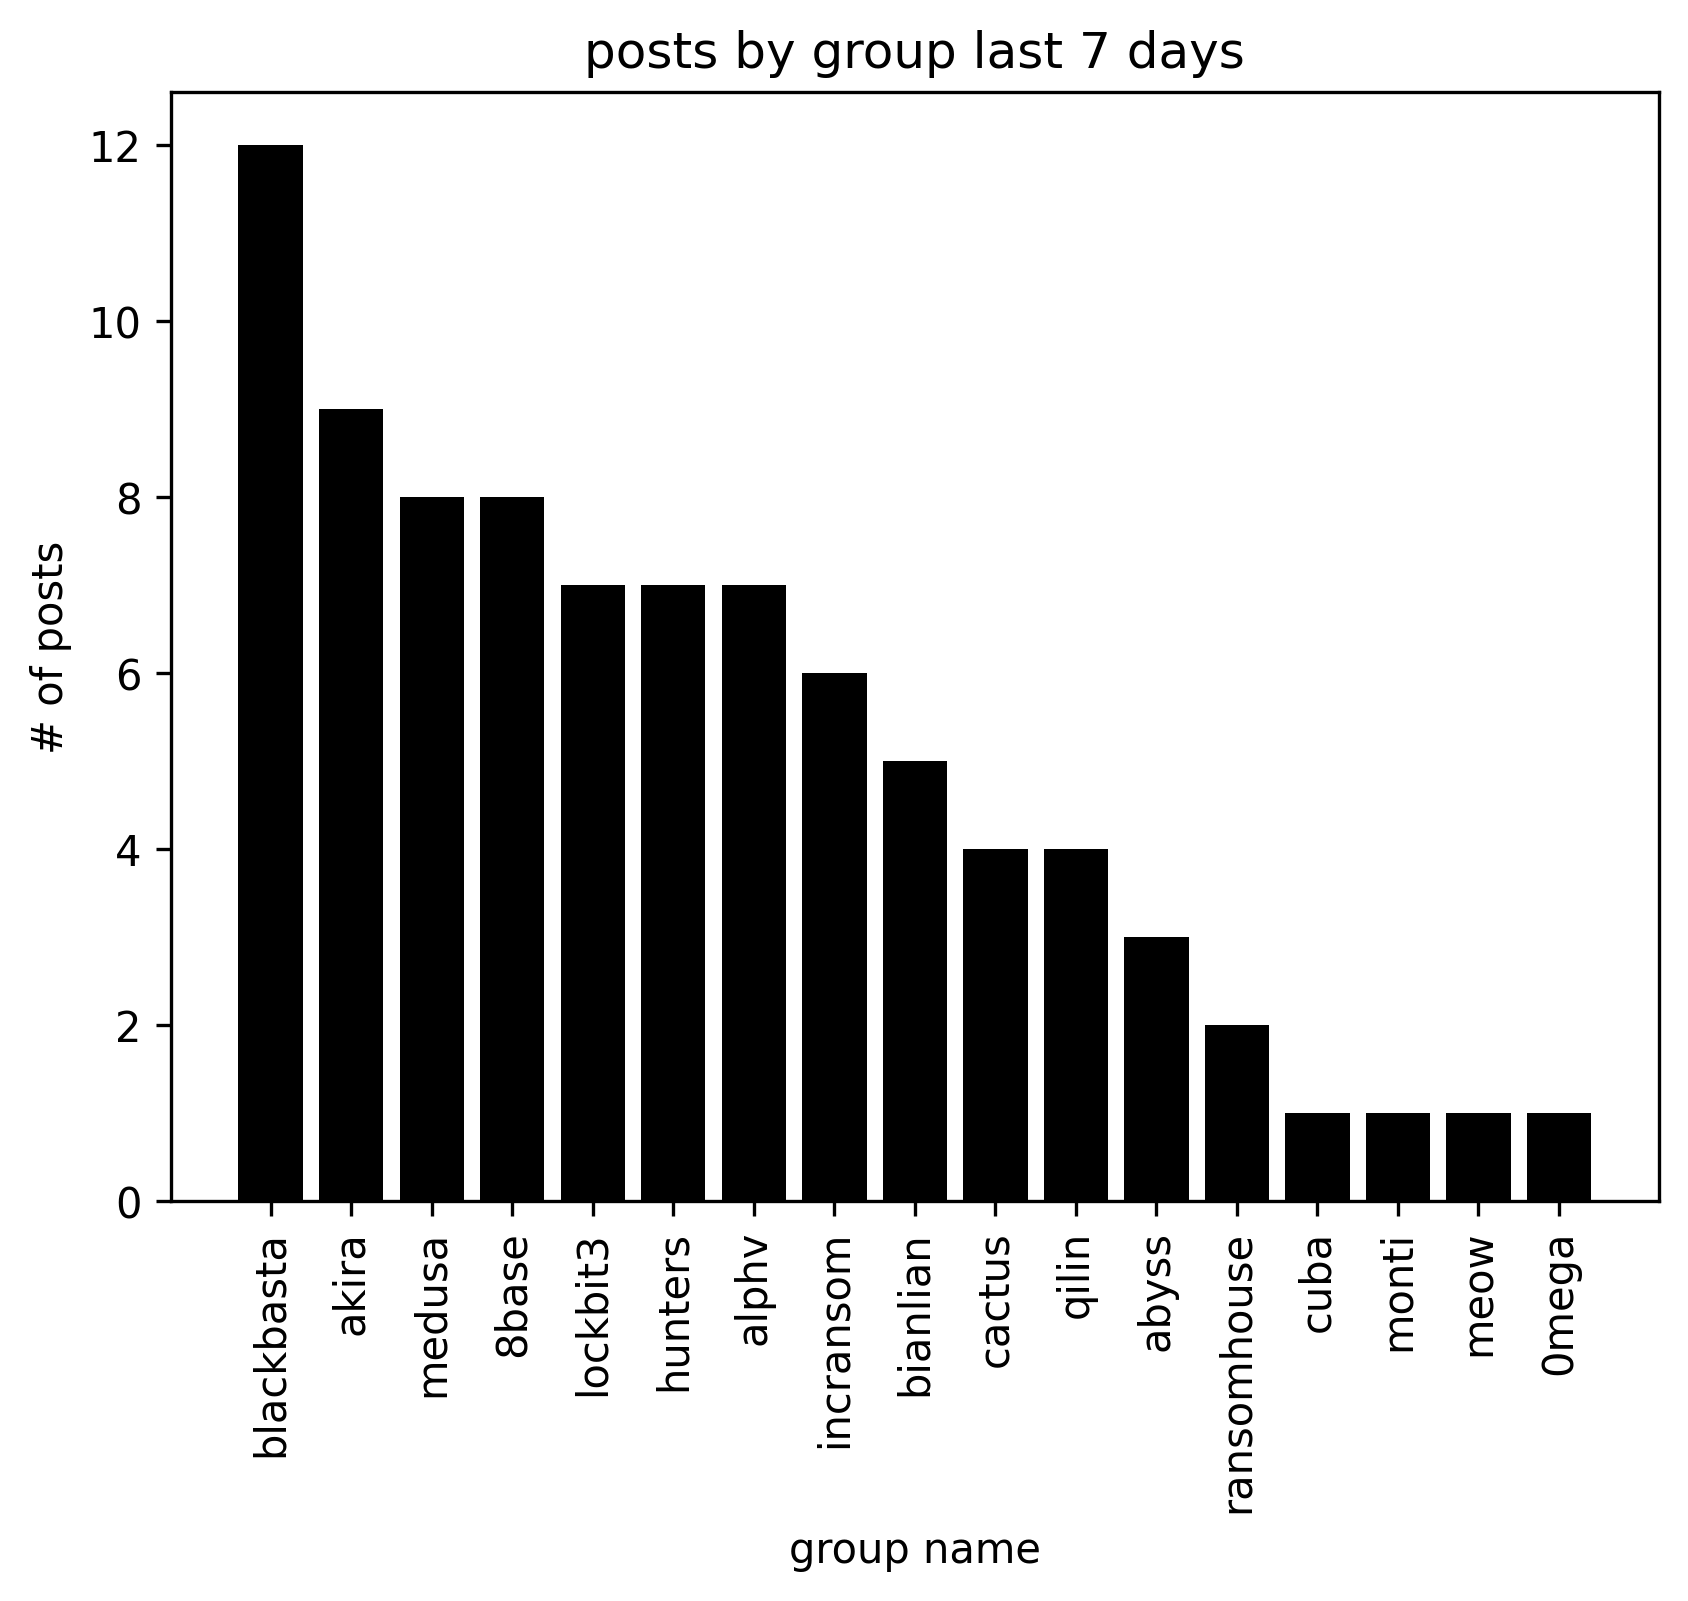 posts by group last 7 days
# of posts
12
10
8
6
4
2
0
blackbasta
akira
medusa
8base
lockbit3
hunters
alphv
incransom
bianlian
cactus
qilin
abyss
ransomhouse
cuba
monti
meow
0mega
group name